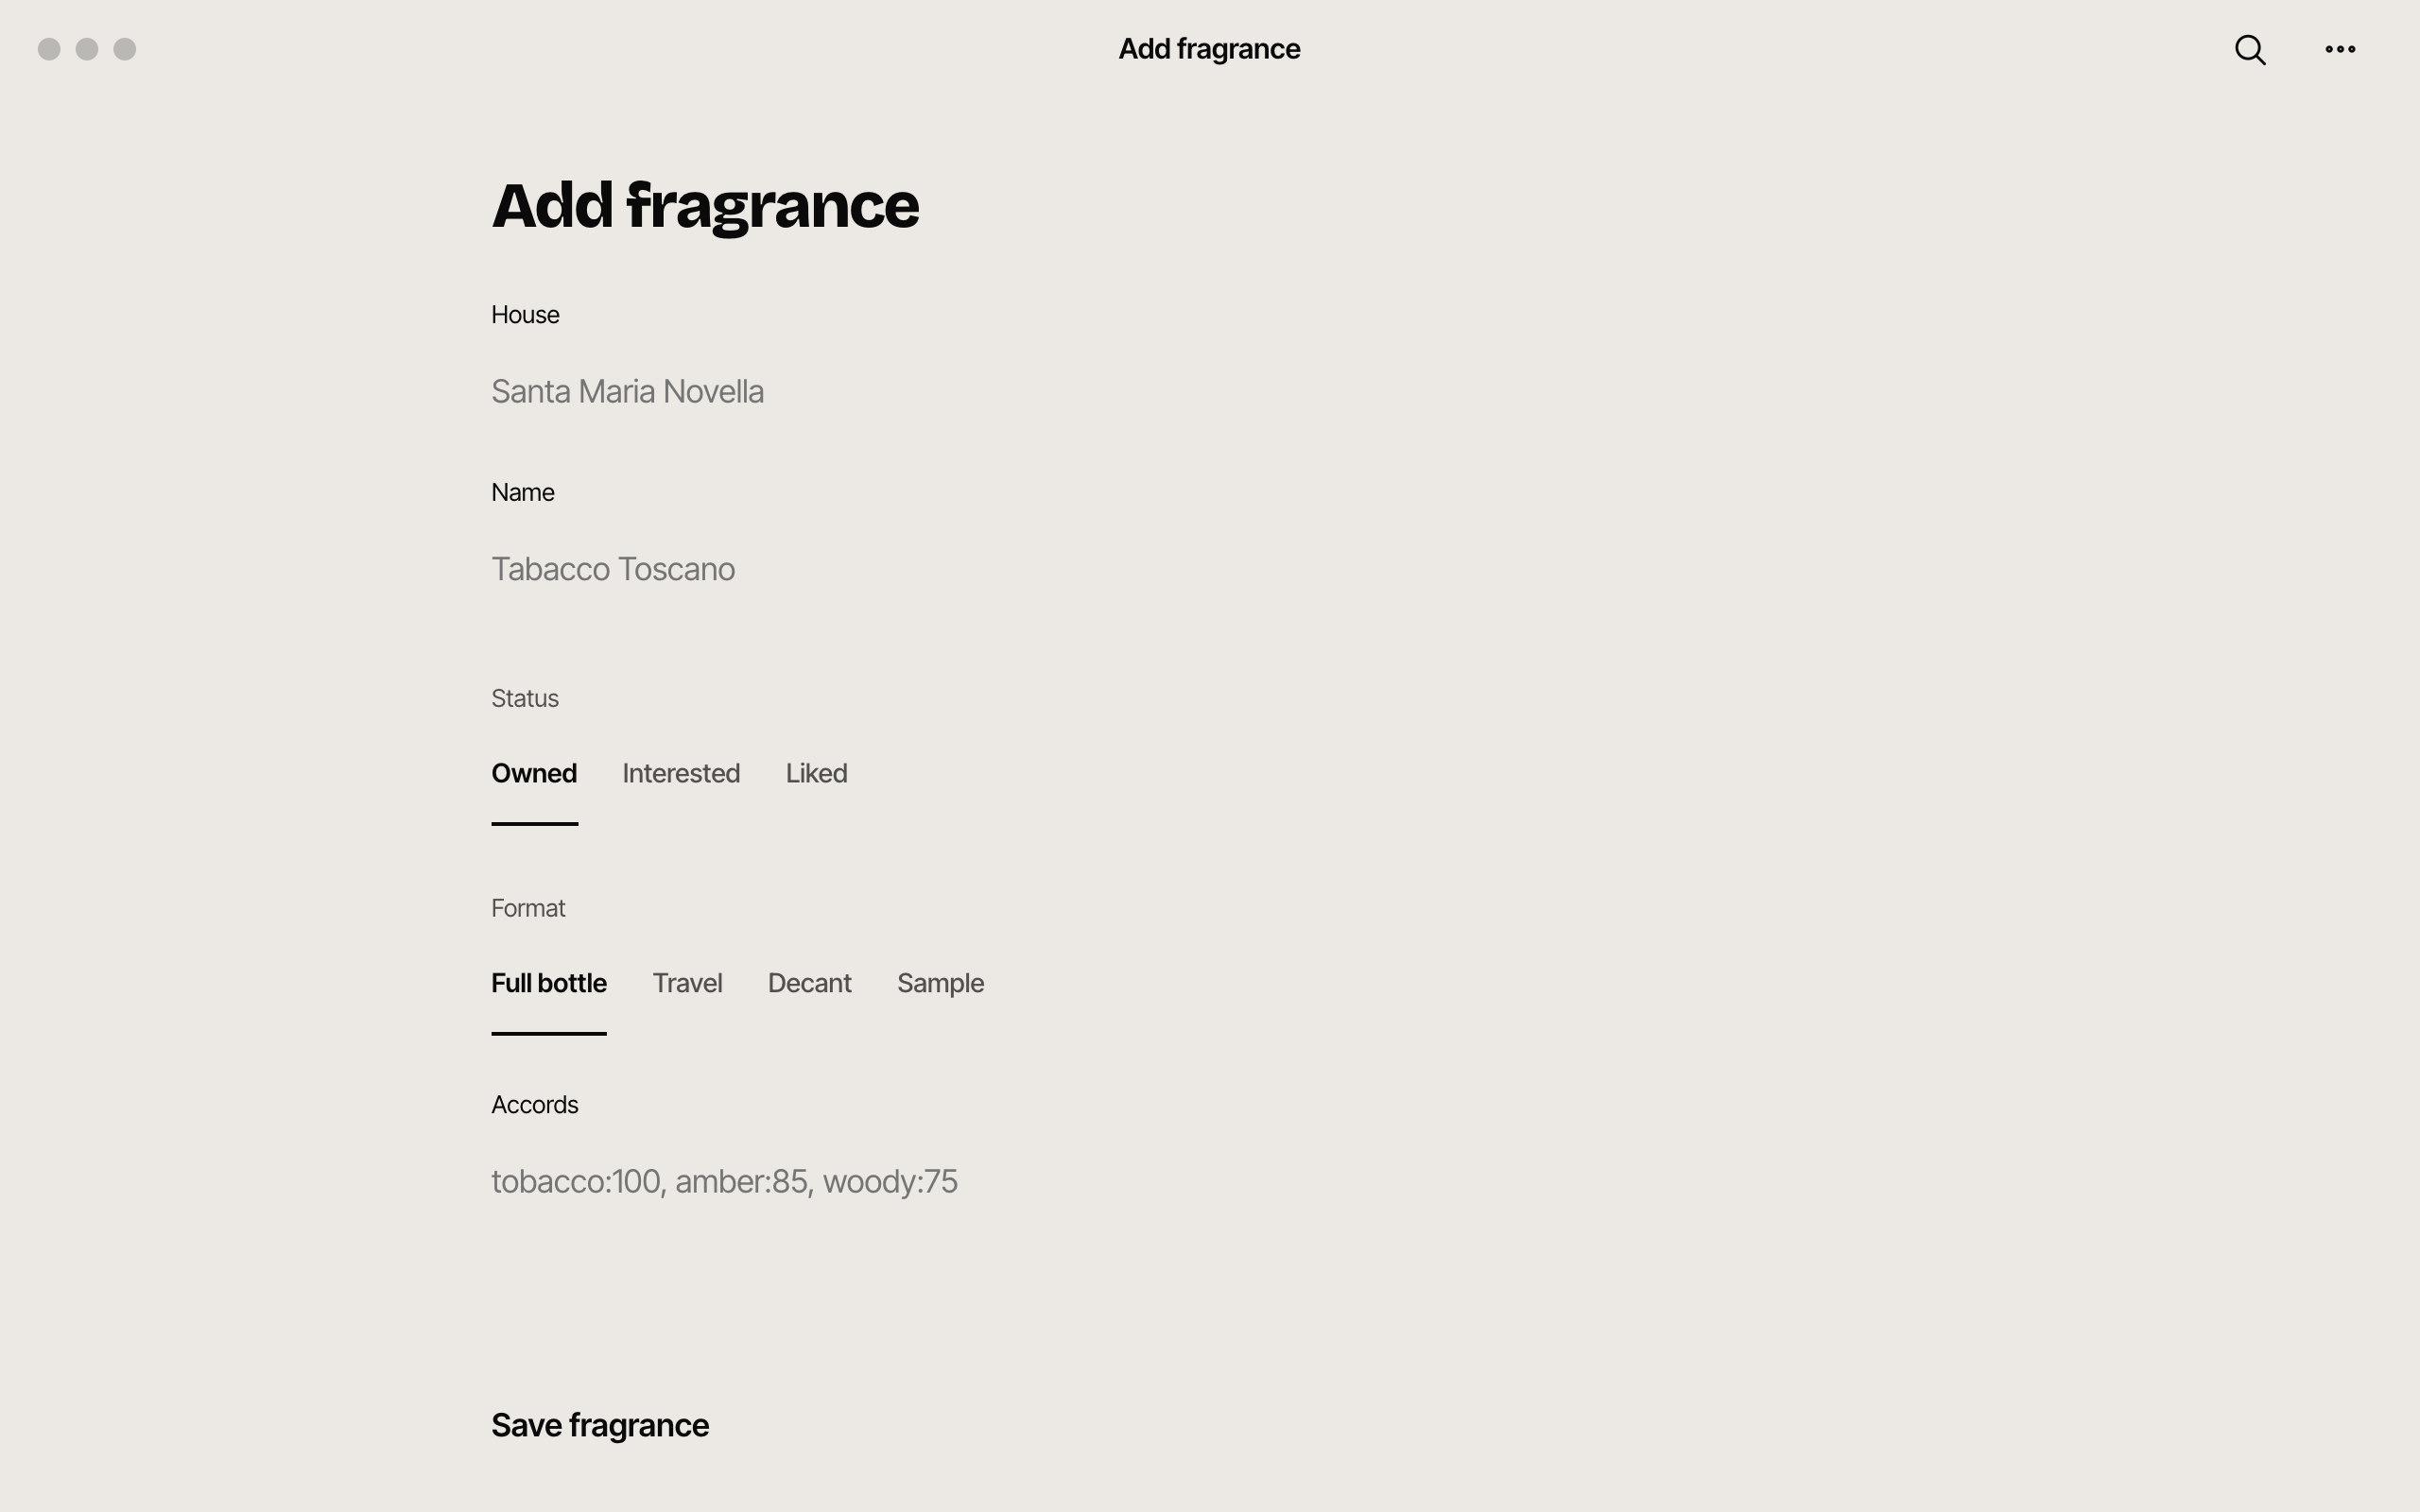 Add fragrance
Add fragrance
House
Santa Maria Novella
Name
Tabacco Toscano
Status
Owned Interested Liked
Format
Full bottle Travel Decant Sample
Accords
tobacco:100, amber:85, woody:75
Save fragrance